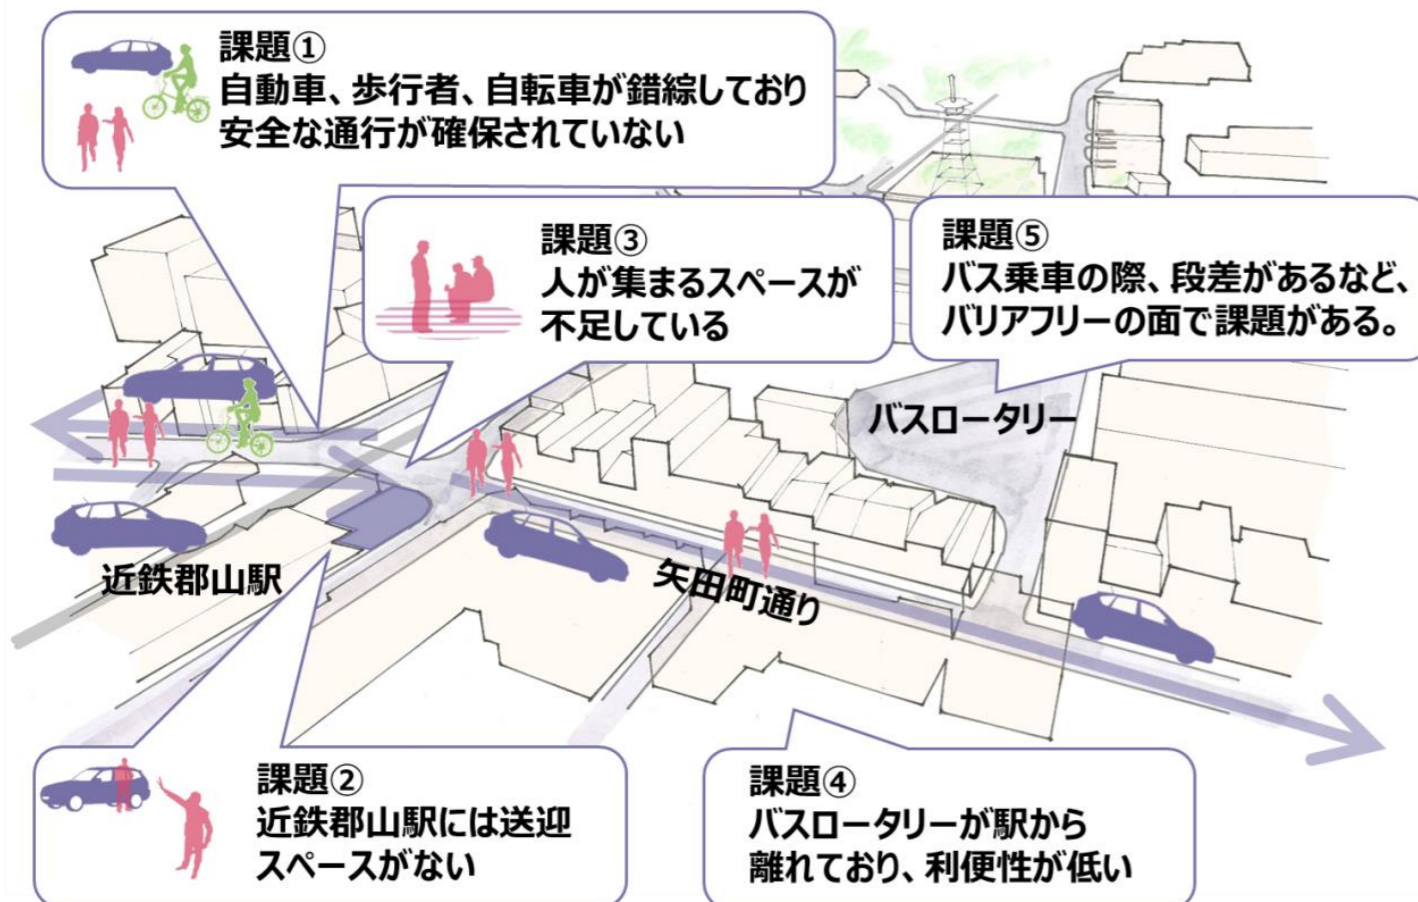 課題①
自動車、歩行者、自転車が錯綜しており
安全な通行が確保されていない
課題③
人が集まるスペースが
不足している
課題⑤
バス乗車の際、段差があるなど、
バリアフリーの面で課題がある。
バスロータリー
近鉄郡山駅
矢田町通り
課題②
近鉄郡山駅には送迎
スペースがない
課題④
バスロータリーが駅から
離れており、利便性が低い